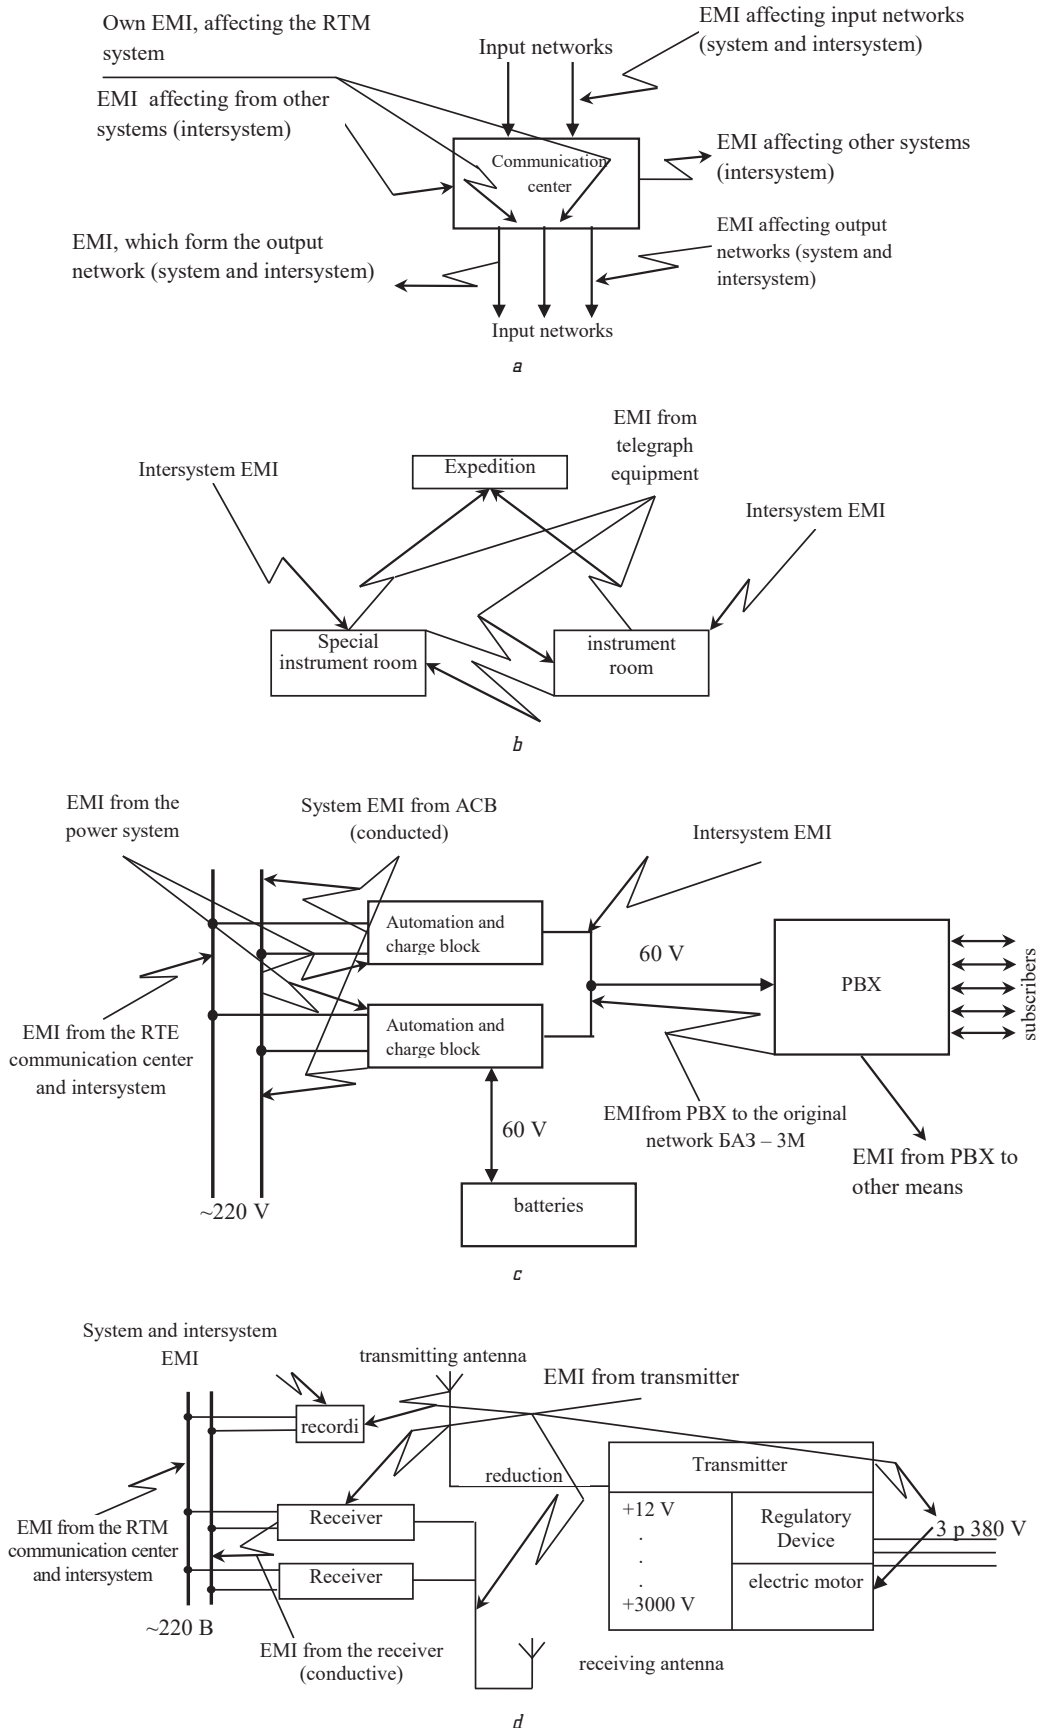 Own EMI, affecting the RTM
system
EMI affecting input networks
(system and intersystem)
Input networks
EMI affecting from other
systems (intersystem)
Communication
center
EMI affecting other systems
(intersystem)
EMI, which form the output
network (system and intersystem)
EMI affecting output
networks (system and
intersystem)
Input networks
a
EMI from
telegraph
equipment
Intersystem EMI
Expedition
Intersystem EMI
Special
instrument room
instrument
room
b
EMI from the
power system
System EMI from ACB
(conducted)
Intersystem EMI
Automation and
charge block
60 V
PBX
subscribers
EMI from the RTE
communication center
and intersystem
Automation and
charge block
60 V
EMIfrom PBX to the original
network БАЗ – 3М
EMI from PBX to
other means
~220 V
batteries
c
System and intersystem
EMI
transmitting antenna
EMI from transmitter
recordi
reduction
Transmitter
EMI from the RTM
communication center
and intersystem
Receiver
Receiver
+12 V
.
.
.
+3000 V
Regulatory
Device
electric motor
3 p 380 V
~220 B
EMI from the receiver
(conductive)
receiving antenna
d